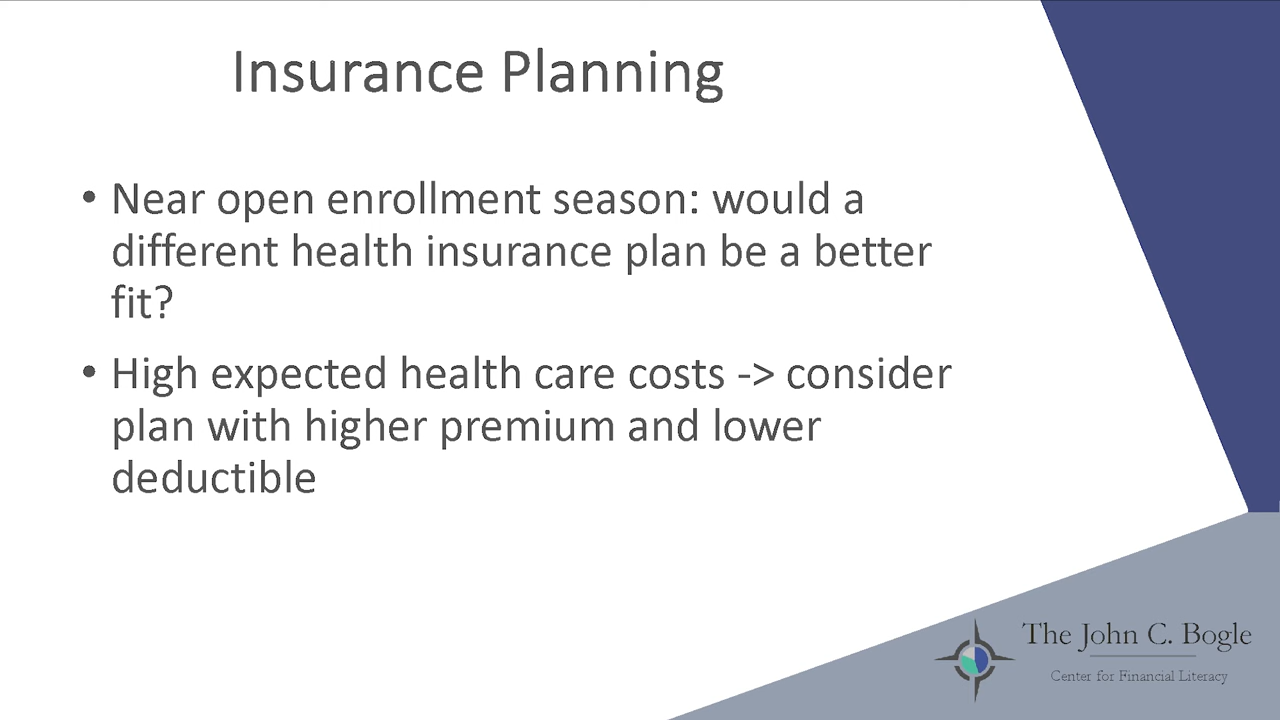 Insurance Planning
• Near open enrollment season: would a
different health insurance plan be a better
fit?
• High expected health care costs -> consider
plan with higher premium and lower
deductible
The John C. Bogle
Center for Financial Literacy